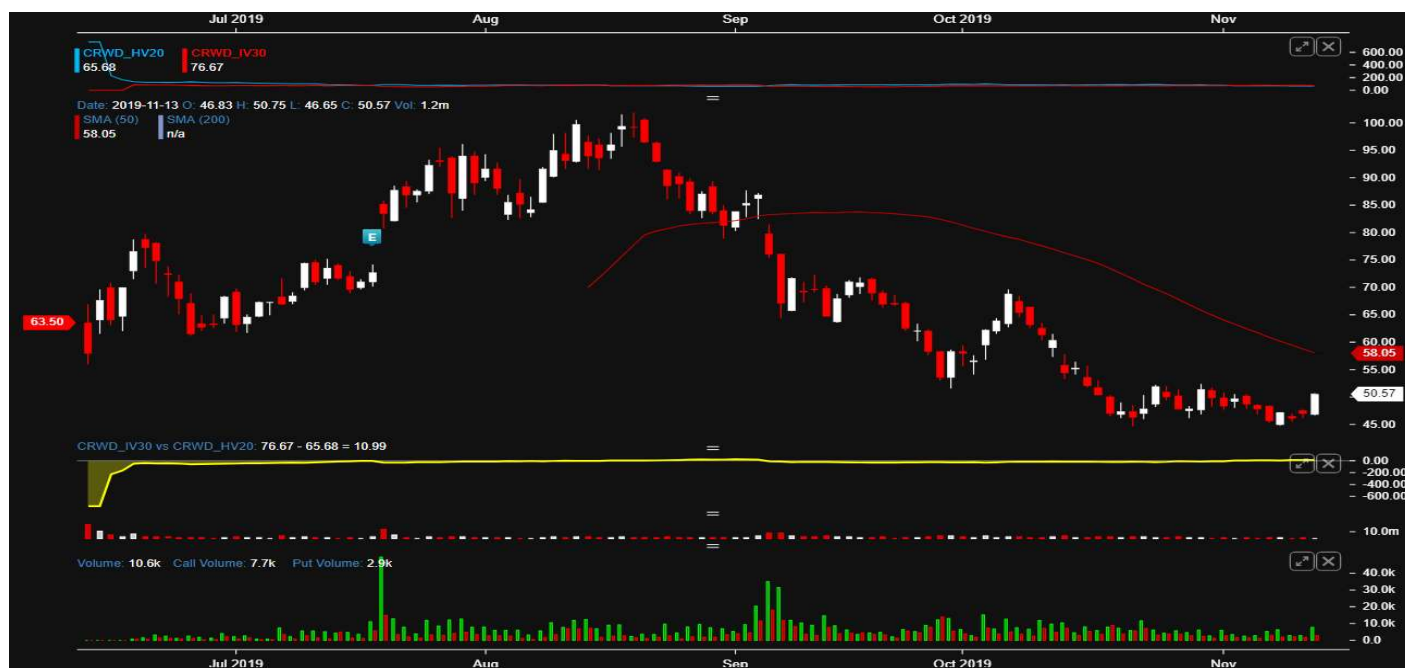 Jul 2019 Aug Sep Oct 2019 Nov
CRWD_HV20 CRWD_IV30
65.68 76.67
600.00
400.00
200.00
0.00
Date: 2019-11-13 O: 46.83 H: 50.75 L: 46.65 C: 50.57 Vol: 1.2m
SMA (50) SMA (200)
58.05 n/a
100.00
95.00
90.00
85.00
E
80.00
75.00
70.00
65.00
63.50
60.00
58.05
55.00
50.57
45.00
CRWD_IV30 vs CRWD_HV20: 76.67 - 65.68 = 10.99
0.00
-200.00
-400.00
-600.00
10.0m
Volume: 10.6k Call Volume: 7.7k Put Volume: 2.9k
40.0k
30.0k
20.0k
10.0k
0.0
Jul 2019 Aug Sep Oct 2019 Nov